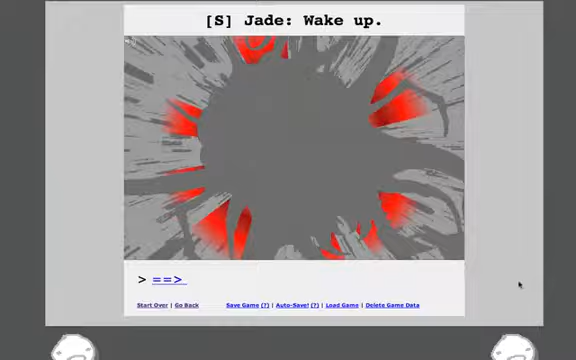 [S] Jade: Wake up.
> ==>
Start Over | Go Back Save Game (?) | Auto-Save! (?) | Load Game | Delete Game Data